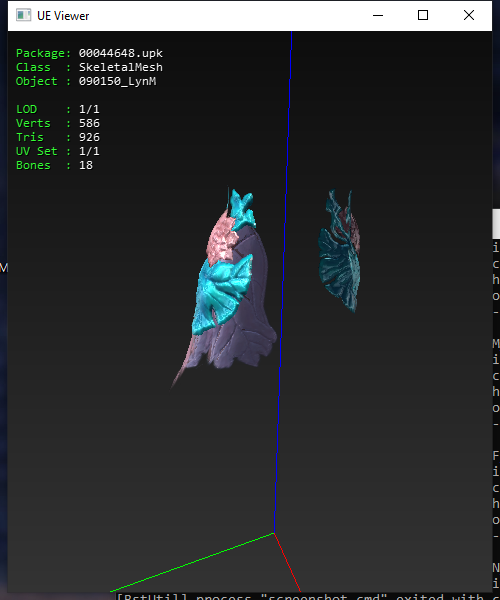 UE Viewer
Package: 00044648.upk
Class  : SkeletalMesh
Object : 090150_LynM
LOD    : 1/1
Verts  : 586
Tris   : 926
UV Set : 1/1
Bones  : 18
M
i
c
h
o
-
M
i
c
h
o
-
F
i
c
h
o
-
N
i
[BstUtil] process "screenshot.cmd" exited with c